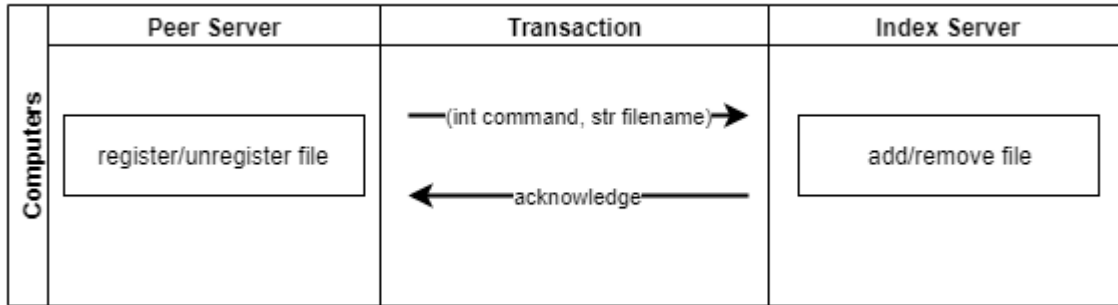 Peer Server
Transaction
Index Server
Computers
register/unregister file
(int command, str filename)
add/remove file
acknowledge